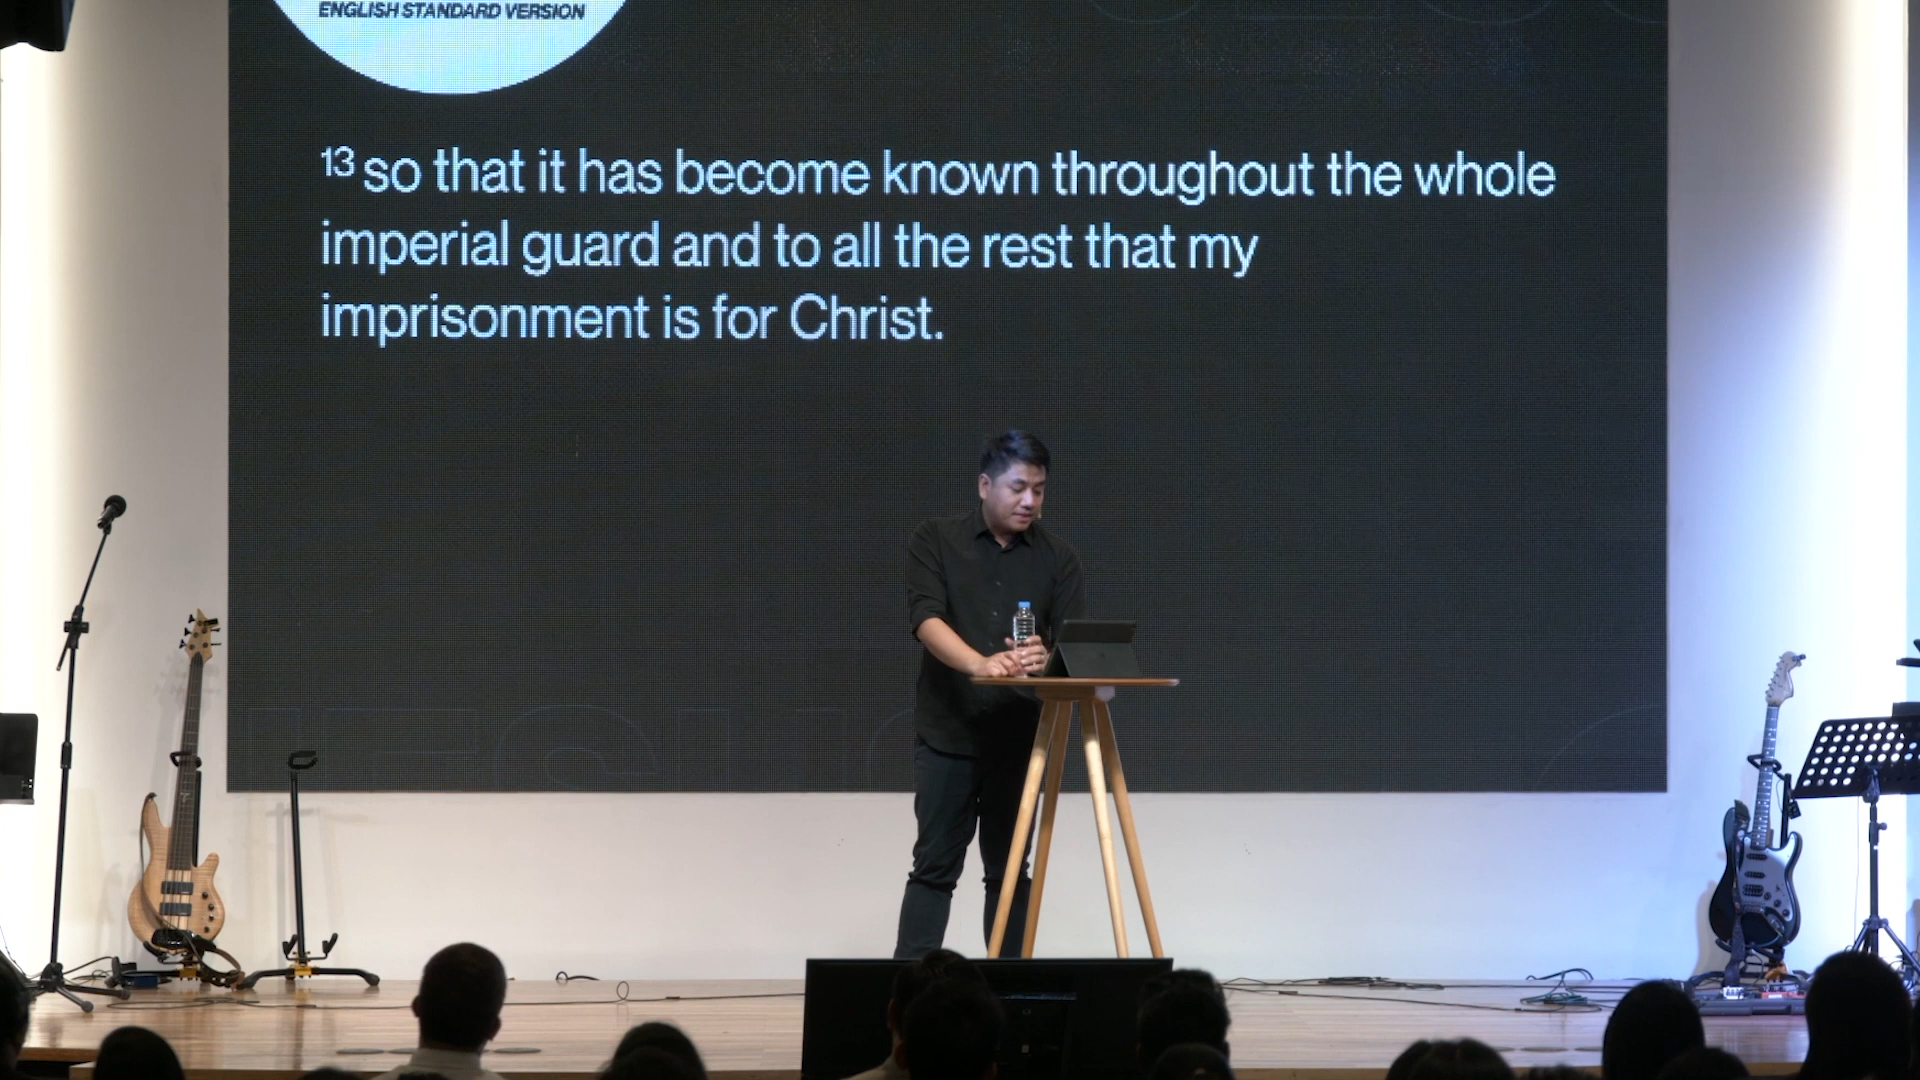 ENGLISH STANDARD VERSION
13 so that it has become known throughout the whole
imperial guard and to all the rest that my
imprisonment is for Christ.